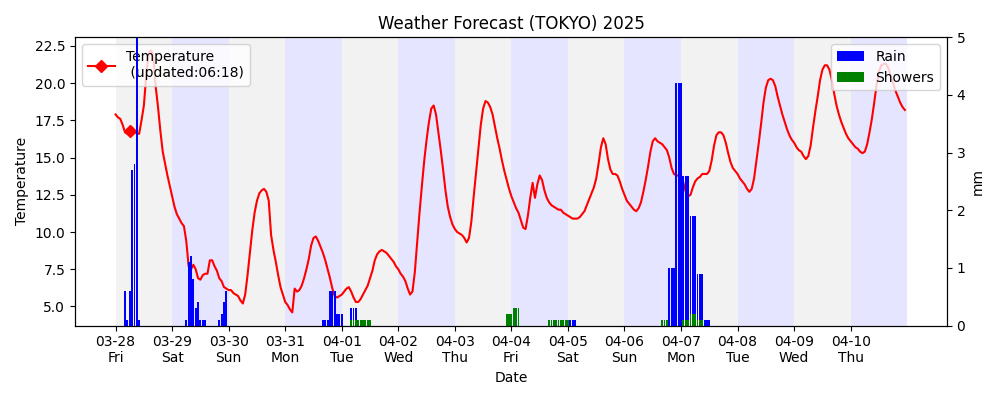 Weather Forecast (TOKYO) 2025
Temperature
(updated:06:18)
Rain
Showers
Temperature
22.5
20.0
17.5
15.0
12.5
10.0
7.5
5.0
5
4
3
2
1
0
mm
03-28 03-29 03-30 03-31 04-01 04-02 04-03 04-04 04-05 04-06 04-07 04-08 04-09 04-10
Fri Sat Sun Mon Tue Wed Thu Fri Sat Sun Mon Tue Wed Thu
Date